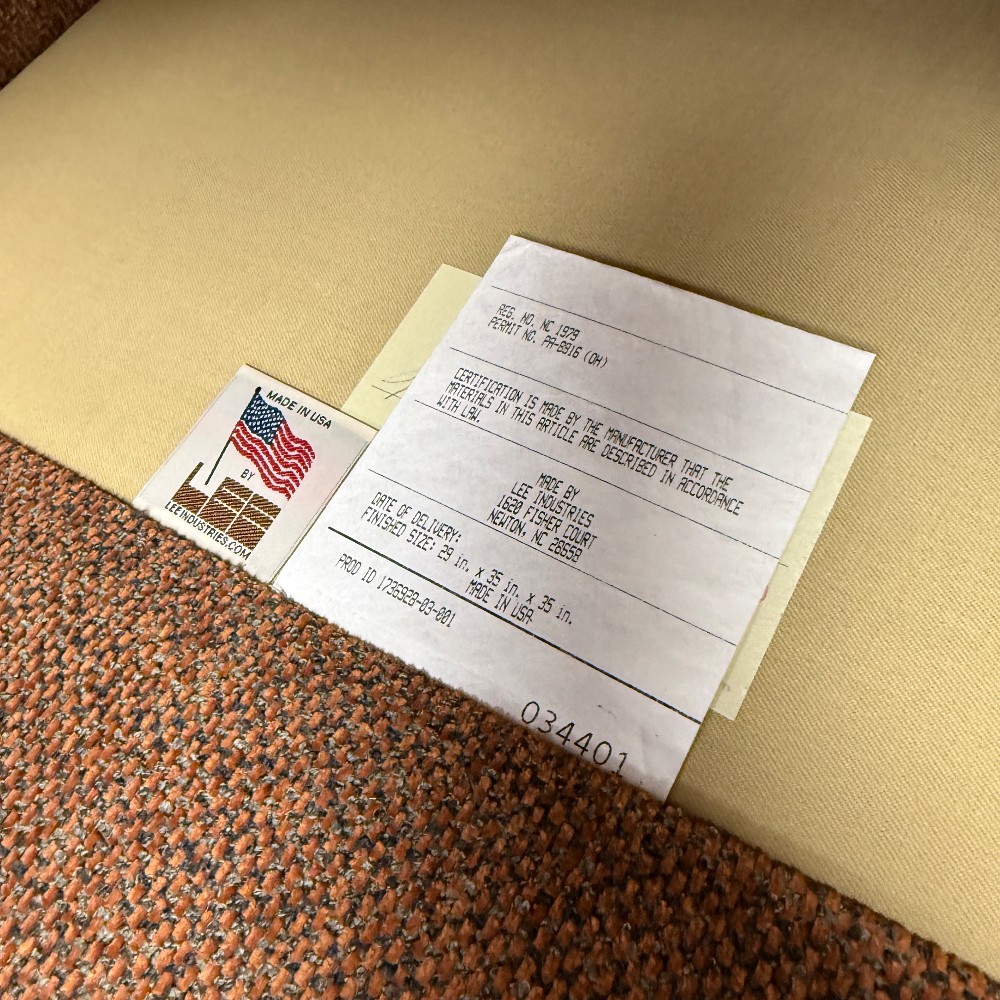 MADE IN USA
BY
LEEINDUSTRIES.COM
REG. NO. NC 1979
PERMIT NO. PA-8916 (OH)
CERTIFICATION IS MADE BY THE MANUFACTURER THAT THE
MATERIALS IN THIS ARTICLE ARE DESCRIBED IN ACCORDANCE
WITH LAW.
MADE BY
LEE INDUSTRIES
1620 FISHER COURT
NEWTON, NC 28658
DATE OF DELIVERY:
FINISHED SIZE: 29 in. x 35 in. x 35 in.
MADE IN USA
PROD ID 1736928-03-001
034401